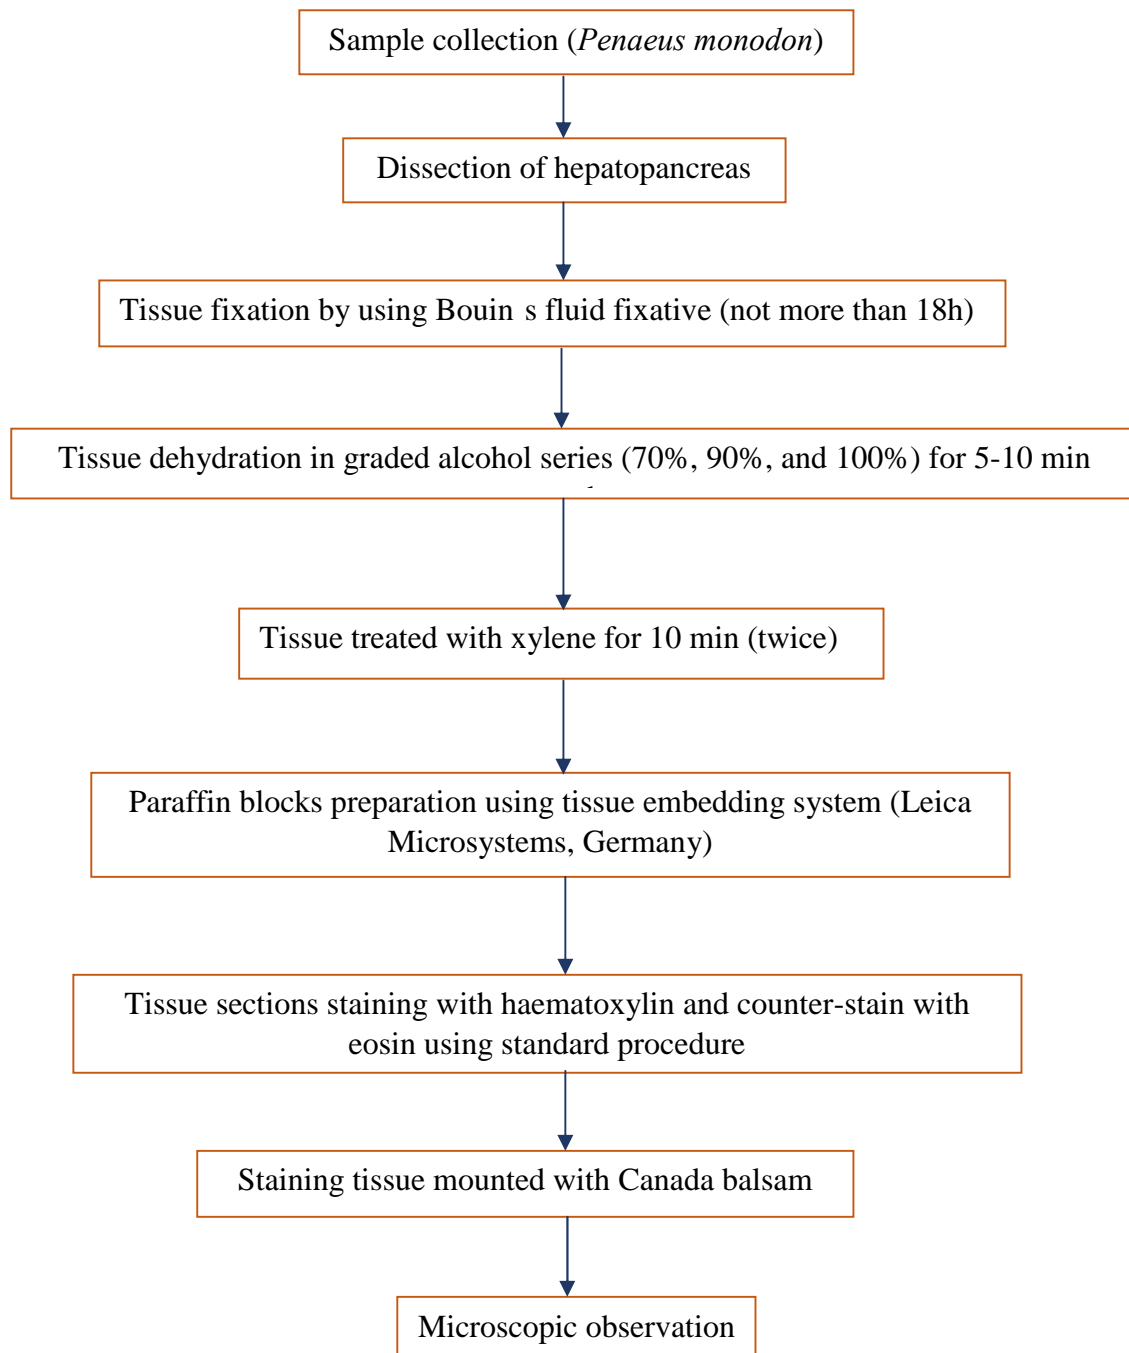 Sample collection (Penaeus monodon)
Dissection of hepatopancreas
Tissue fixation by using Bouin s fluid fixative (not more than 18h)
Tissue dehydration in graded alcohol series (70%, 90%, and 100%) for 5-10 min
Tissue treated with xylene for 10 min (twice)
Paraffin blocks preparation using tissue embedding system (Leica
Microsystems, Germany)
Tissue sections staining with haematoxylin and counter-stain with
eosin using standard procedure
Staining tissue mounted with Canada balsam
Microscopic observation